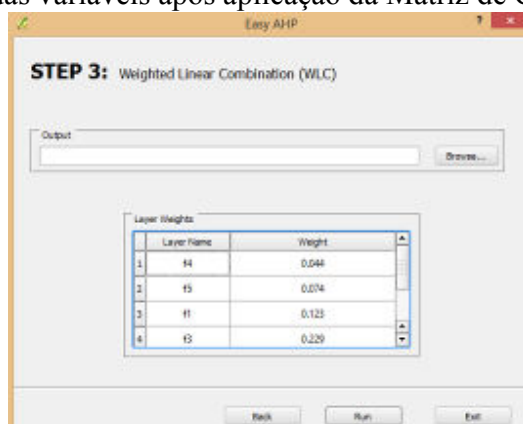 das variáveis após aplicação da Matriz de
Easy AHP
?
STEP 3: Weighted Linear Combination (WLC)
Output
Browse...
Layer Weights
Layer Name Weight
1 f4 0.044
2 f5 0.074
3 f1 0.123
4 f3 0.229
Back Run Exit